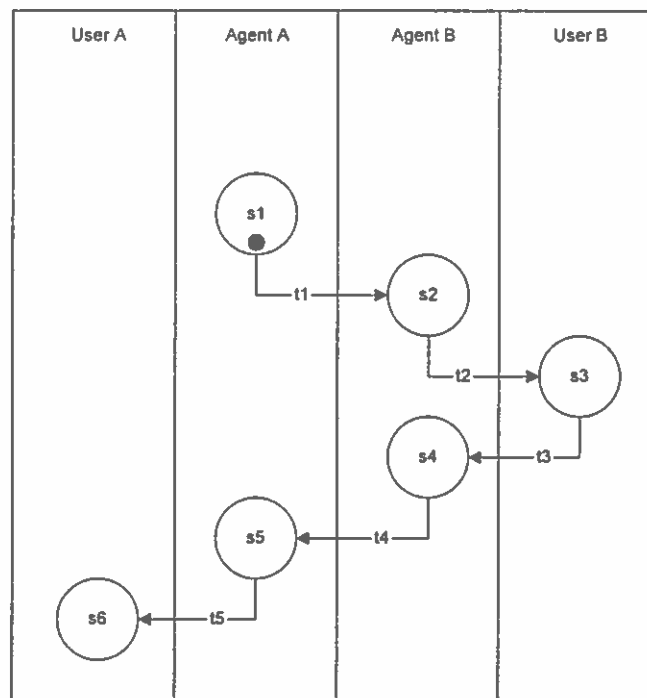 User A Agent A Agent B User B
s1
t1 s2
t2 s3
s4 t3
s5 t4
s6 t5